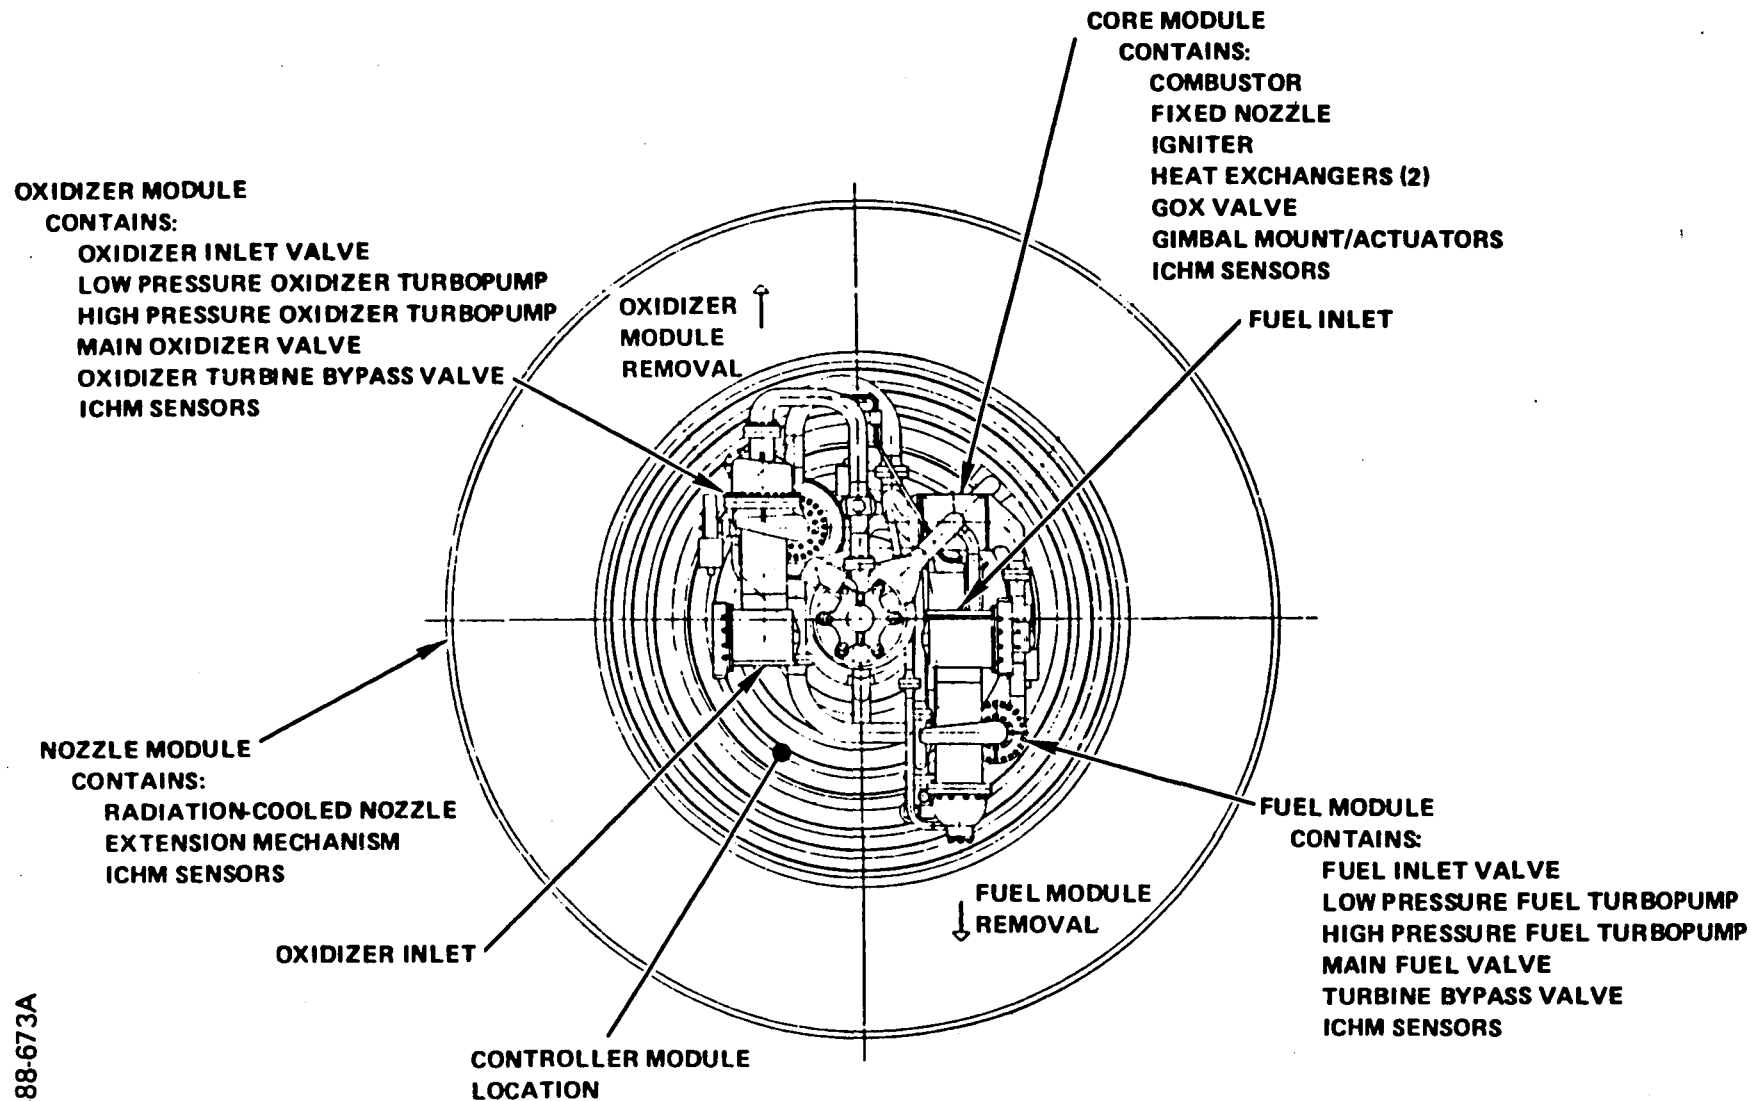 CORE MODULE
CONTAINS:
COMBUSTOR
FIXED NOZZLE
IGNITER
HEAT EXCHANGERS (2)
GOX VALVE
GIMBAL MOUNT/ACTUATORS
ICHM SENSORS
OXIDIZER MODULE
CONTAINS:
OXIDIZER INLET VALVE
LOW PRESSURE OXIDIZER TURBOPUMP
HIGH PRESSURE OXIDIZER TURBOPUMP
MAIN OXIDIZER VALVE
OXIDIZER TURBINE BYPASS VALVE
ICHM SENSORS
OXIDIZER
MODULE
REMOVAL
FUEL INLET
NOZZLE MODULE
CONTAINS:
RADIATION-COOLED NOZZLE
EXTENSION MECHANISM
ICHM SENSORS
FUEL MODULE
CONTAINS:
FUEL INLET VALVE
LOW PRESSURE FUEL TURBOPUMP
HIGH PRESSURE FUEL TURBOPUMP
MAIN FUEL VALVE
TURBINE BYPASS VALVE
ICHM SENSORS
FUEL MODULE
REMOVAL
OXIDIZER INLET
CONTROLLER MODULE
LOCATION
88-673A